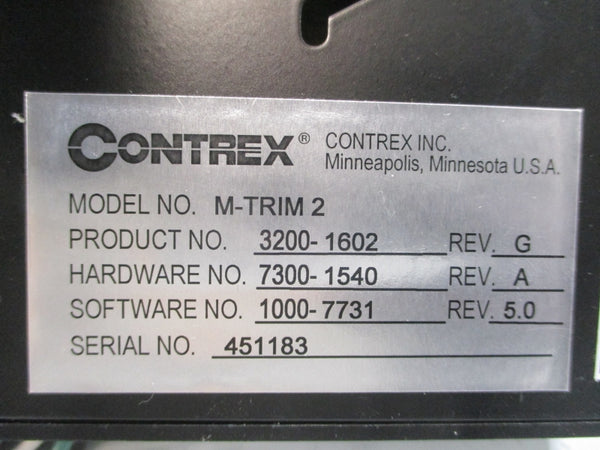 CONTREX® CONTREX INC.
Minneapolis, Minnesota U.S.A.
MODEL NO. M-TRIM 2
PRODUCT NO. 3200-1602 REV. G
HARDWARE NO. 7300-1540 REV. A
SOFTWARE NO. 1000-7731 REV. 5.0
SERIAL NO. 451183